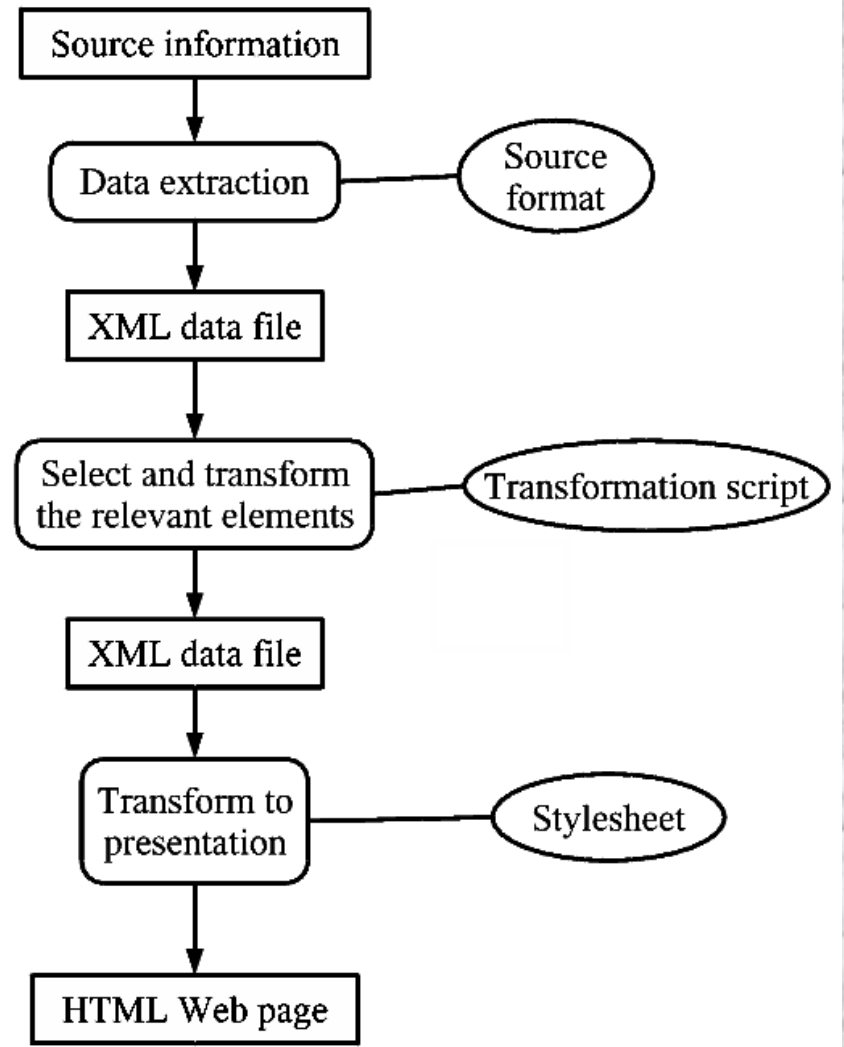 Source information
Data extraction
Source
format
XML data file
Select and transform
the relevant elements
Transformation script
XML data file
Transform to
presentation
Stylesheet
HTML Web page